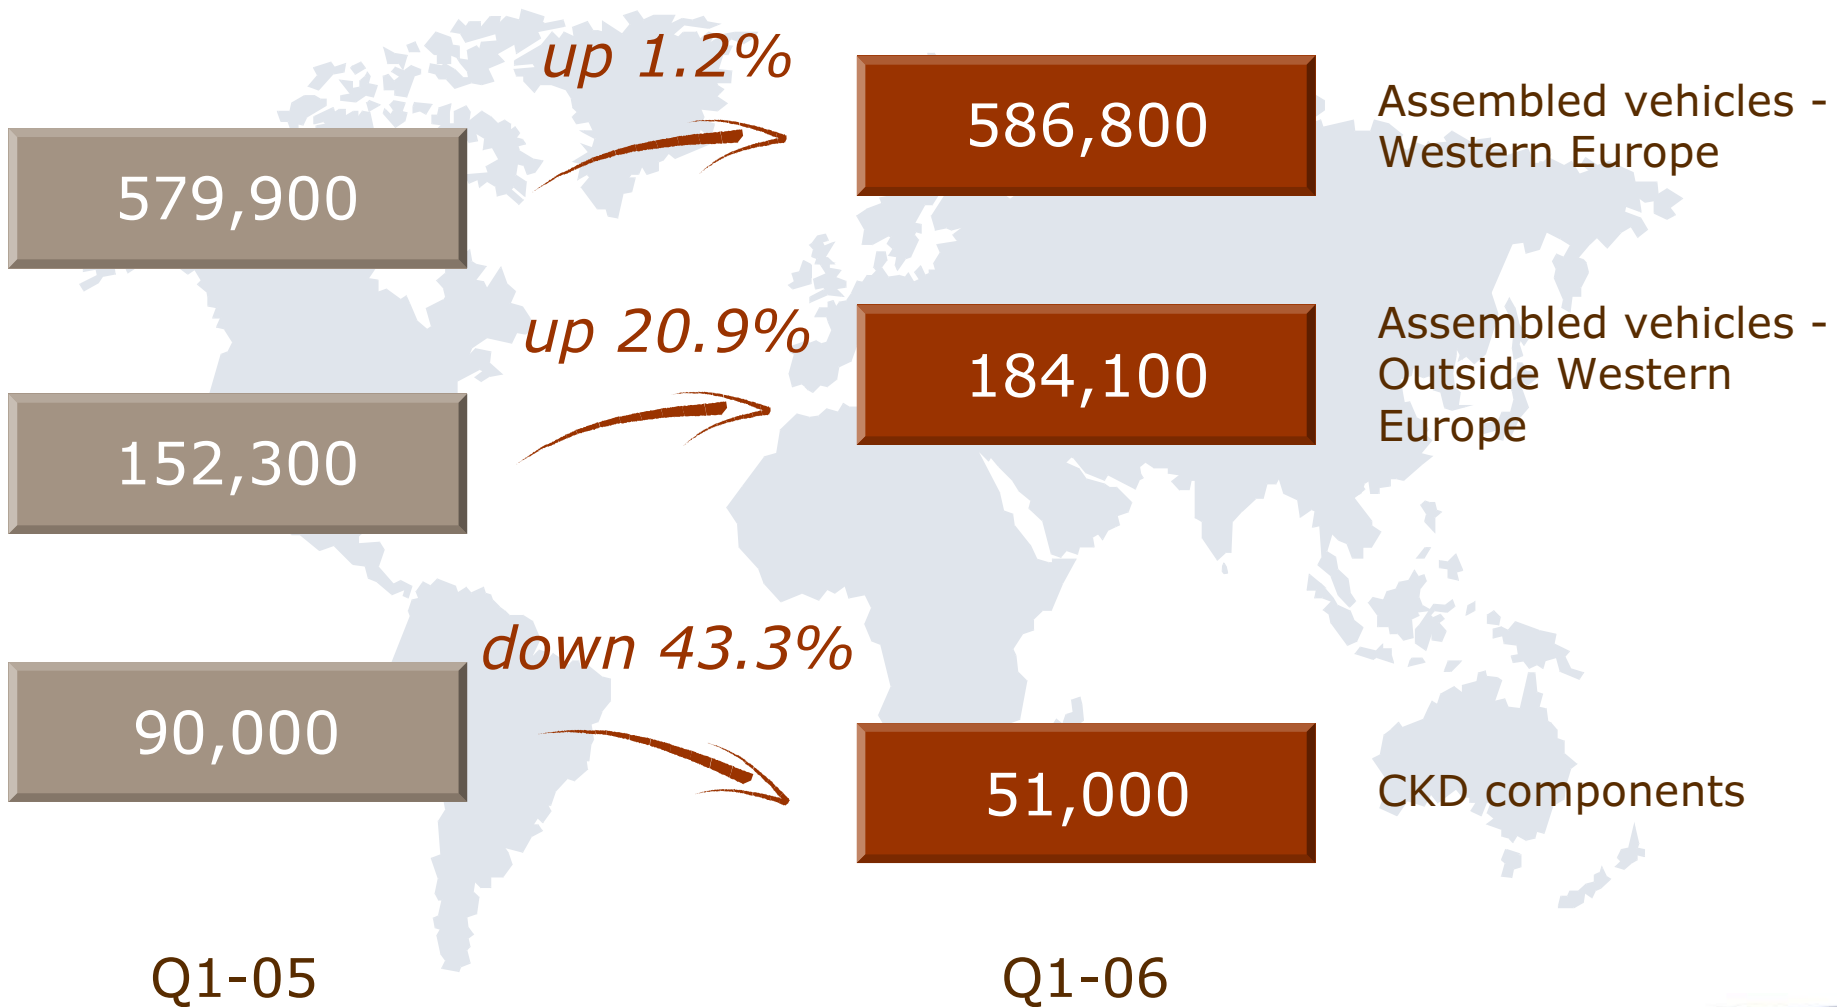 up 1.2%
579,900
586,800
Assembled vehicles -
Western Europe
up 20.9%
152,300
184,100
Assembled vehicles -
Outside Western
Europe
down 43.3%
90,000
51,000
CKD components
Q1-05
Q1-06